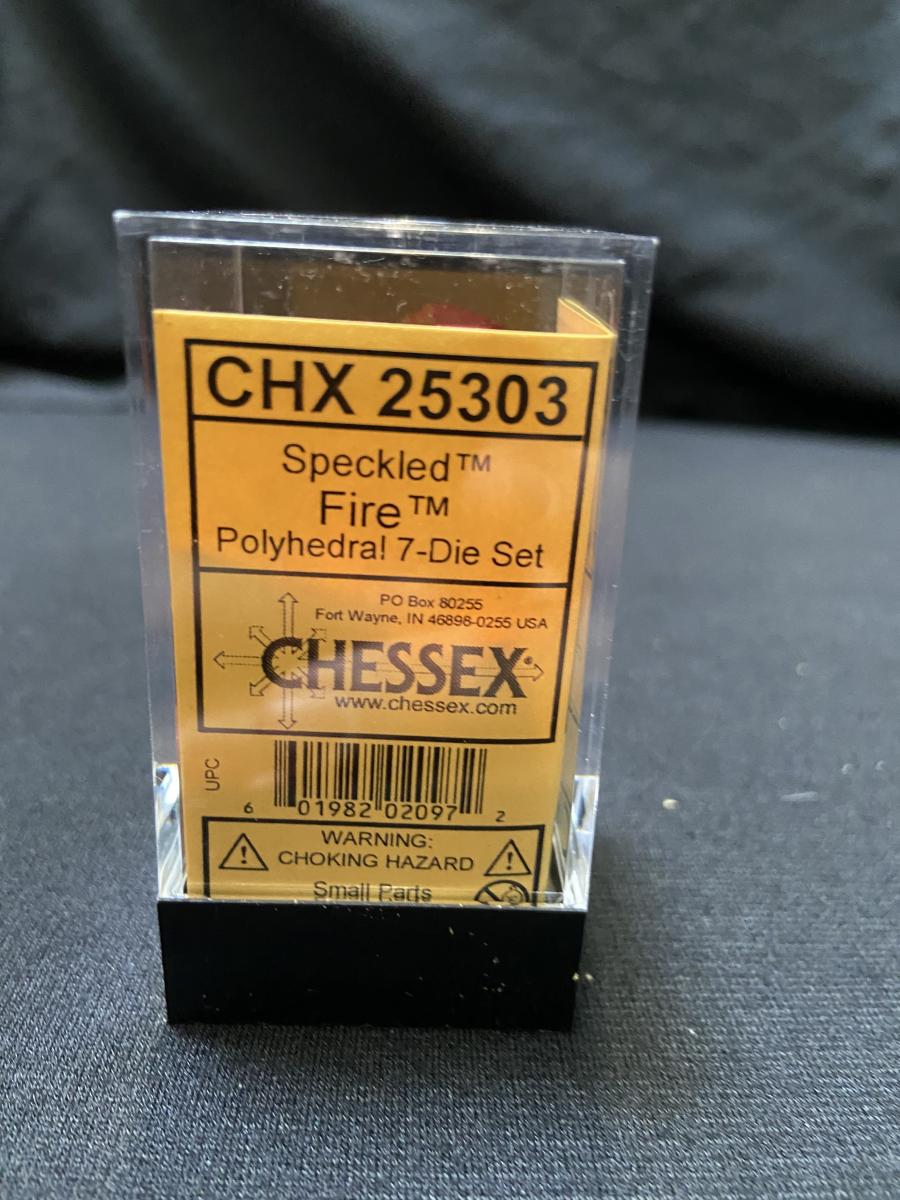 CHX 25303
Speckled™
Fire™
Polyhedral 7-Die Set
PO Box 80255
Fort Wayne, IN 46898-0255 USA
CHESSEX®
www.chessex.com
UPC
6 01982 02097 2
WARNING:
CHOKING HAZARD
Small Parts